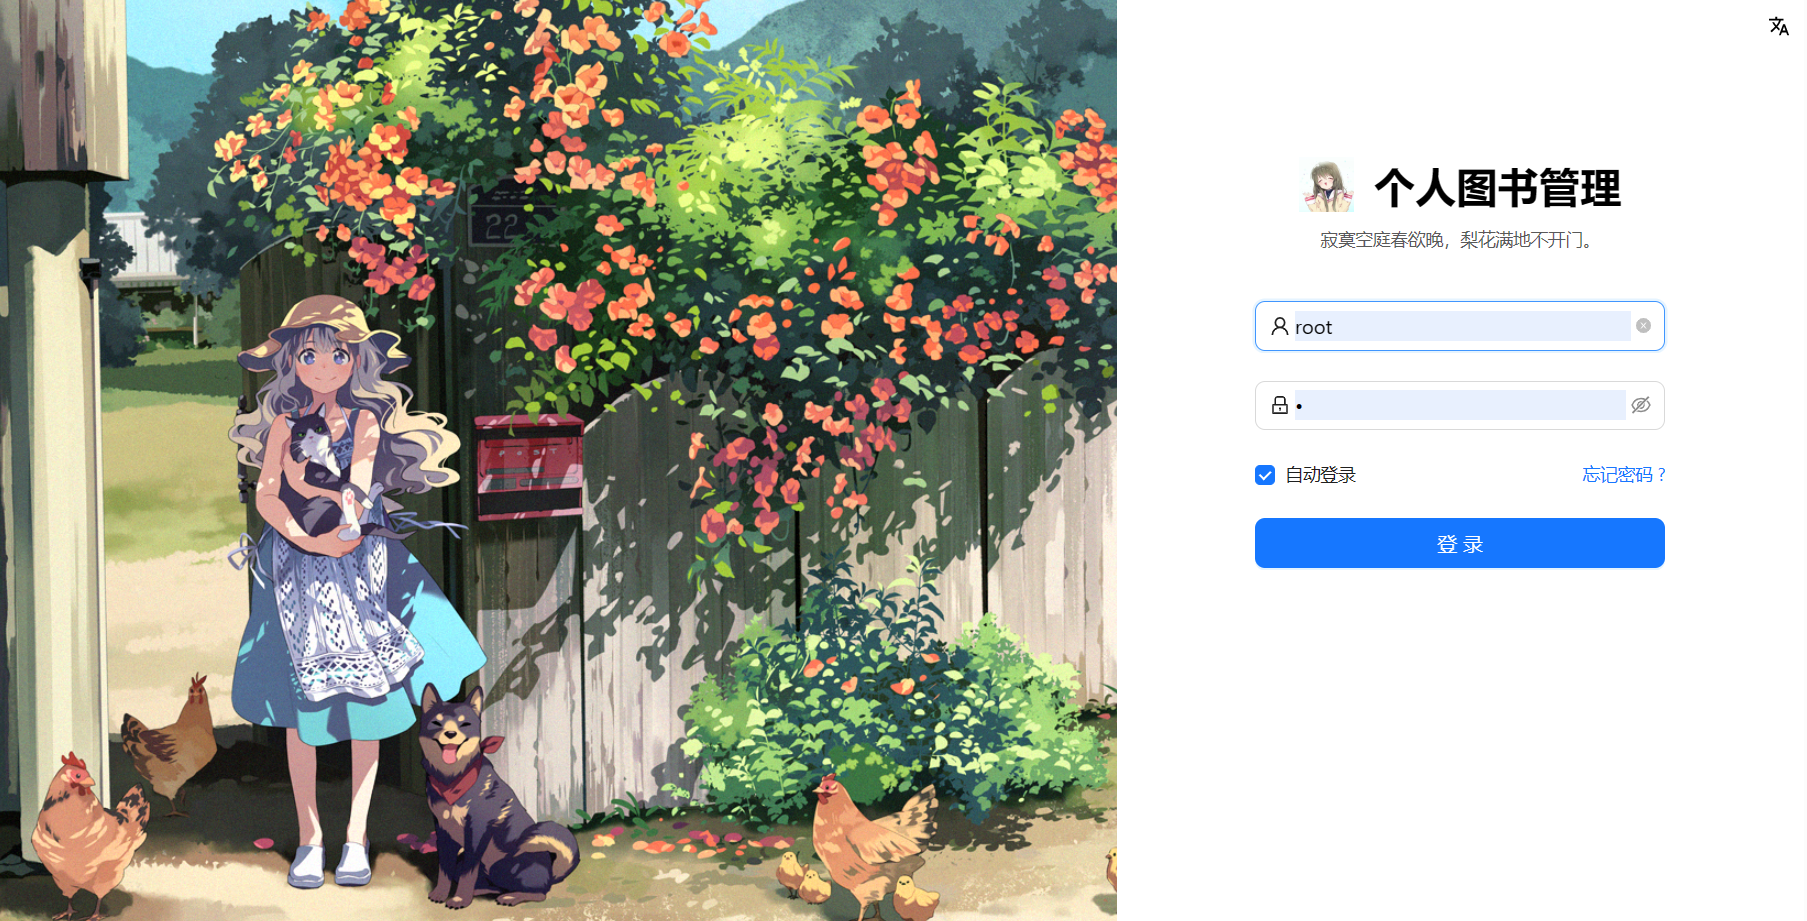 22
POST
个人图书管理
寂寞空庭春欲晚，梨花满地不开门。
root
•
自动登录
忘记密码 ?
登 录